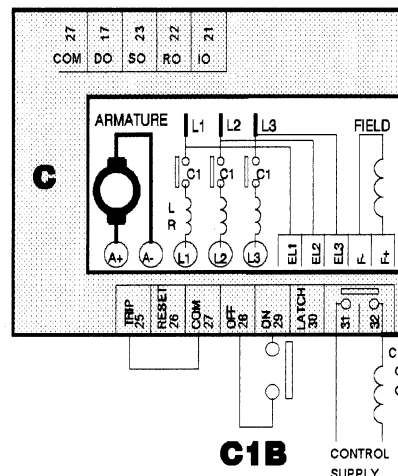 27 17 23 22 21
COM DO SO RO IO
ARMATURE L1 L2 L3 FIELD
C
C1 C1 C1
L
R
A+ A- L1 L2 L3 EL1 EL2 EL3 F- F+
TRIP RESET COM OFF ON LATCH
25 26 27 28 29 30 31 32
C
C1B
CONTROL
SUPPLY